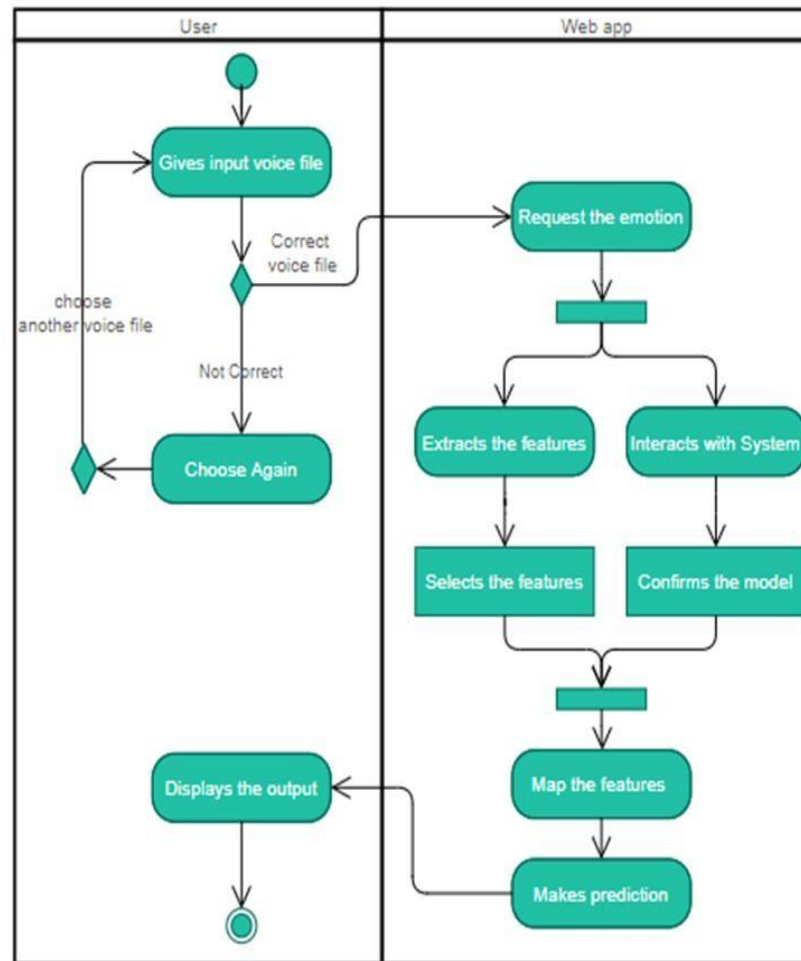 User
Web app
Gives input voice file
Request the emotion
Correct
voice file
choose
another voice file
Not Correct
Extracts the features
Interacts with System
Choose Again
Selects the features
Confirms the model
Displays the output
Map the features
Makes prediction